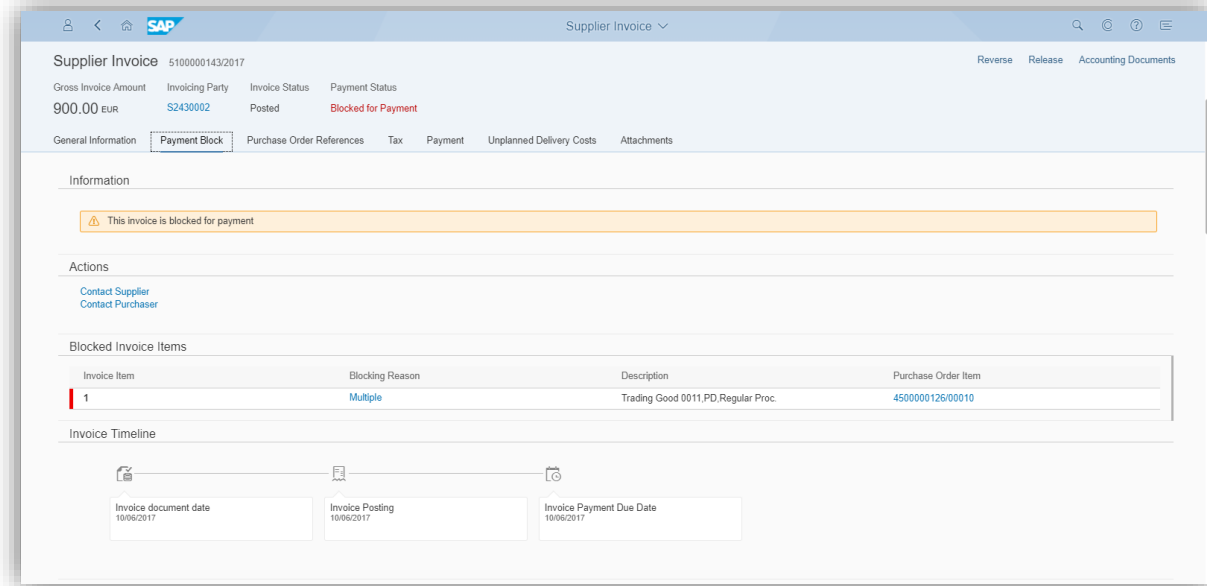 SAP
Supplier Invoice
Supplier Invoice 5100000143/2017
Reverse Release Accounting Documents
Gross Invoice Amount Invoicing Party Invoice Status Payment Status
900.00 EUR S2430002 Posted Blocked for Payment
General Information Payment Block Purchase Order References Tax Payment Unplanned Delivery Costs Attachments
Information
This invoice is blocked for payment
Actions
Contact Supplier
Contact Purchaser
Blocked Invoice Items
Invoice Item Blocking Reason Description Purchase Order Item
1 Multiple Trading Good 0011,PD,Regular Proc. 4500000126/00010
Invoice Timeline
Invoice document date
10/06/2017
Invoice Posting
10/06/2017
Invoice Payment Due Date
10/06/2017